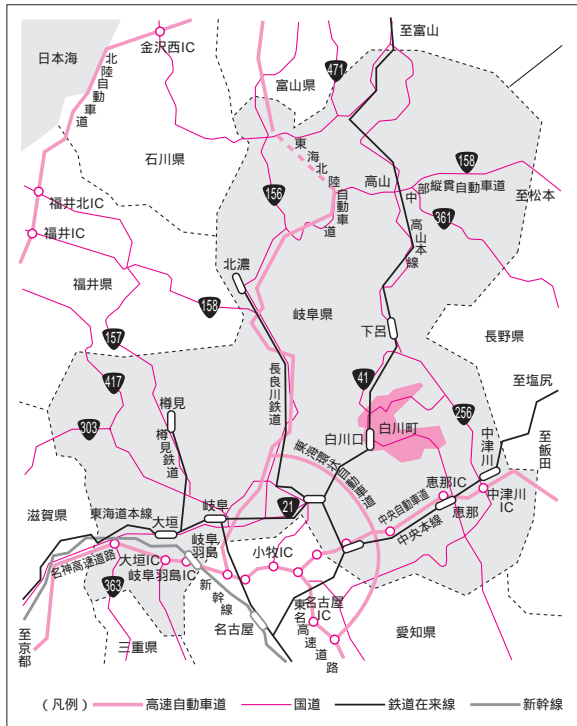 至富山
金沢西IC
日本海
北陸自動車道
富山県
471
石川県
東海北陸自動車道
156
高山
158
中部縦貫自動車道
至松本
361
高山本線
福井北IC
福井IC
北濃
福井県
158
岐阜県
長野県
157
下呂
417
長良川鉄道
41
至塩尻
樽見
303
白川口
白川町
256
中津川
至飯田
樽見鉄道
東海環状自動車道
恵那IC
中津川IC
21
中央自動車道
恵那
中央本線
滋賀県
東海道本線
大垣
岐阜
岐阜羽島
小牧IC
名神高速道路
大垣IC
岐阜羽島IC
新幹線
363
名古屋IC
東名高速道路
名古屋
愛知県
至京都
三重県
(凡例)
高速自動車道
国道
鉄道在来線
新幹線